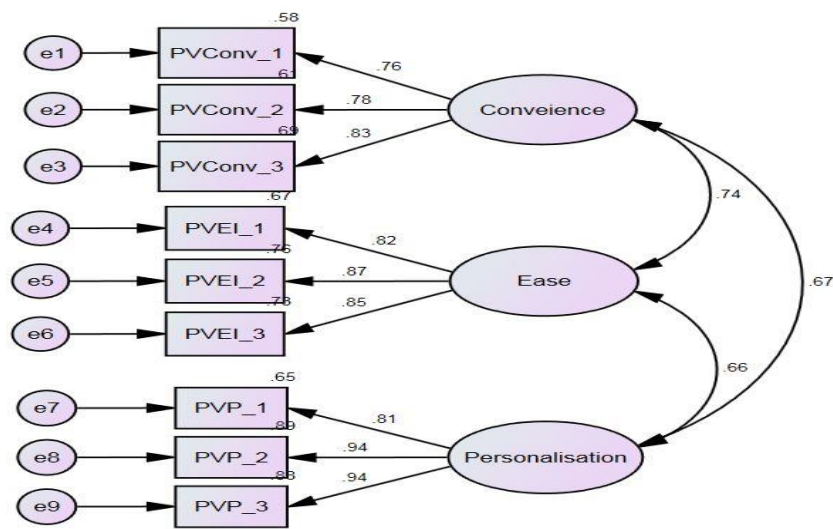 .58
e1 PVConv_1 .76
.61
e2 PVConv_2 .78 Conveience
.69
e3 PVConv_3 .83
.74
.67
e4 PVEI_1 .82
.76
e5 PVEI_2 .87 Ease .67
.73
e6 PVEI_3 .85
.66
.65
e7 PVP_1 .81
.89
e8 PVP_2 .94 Personalisation
.88
e9 PVP_3 .94